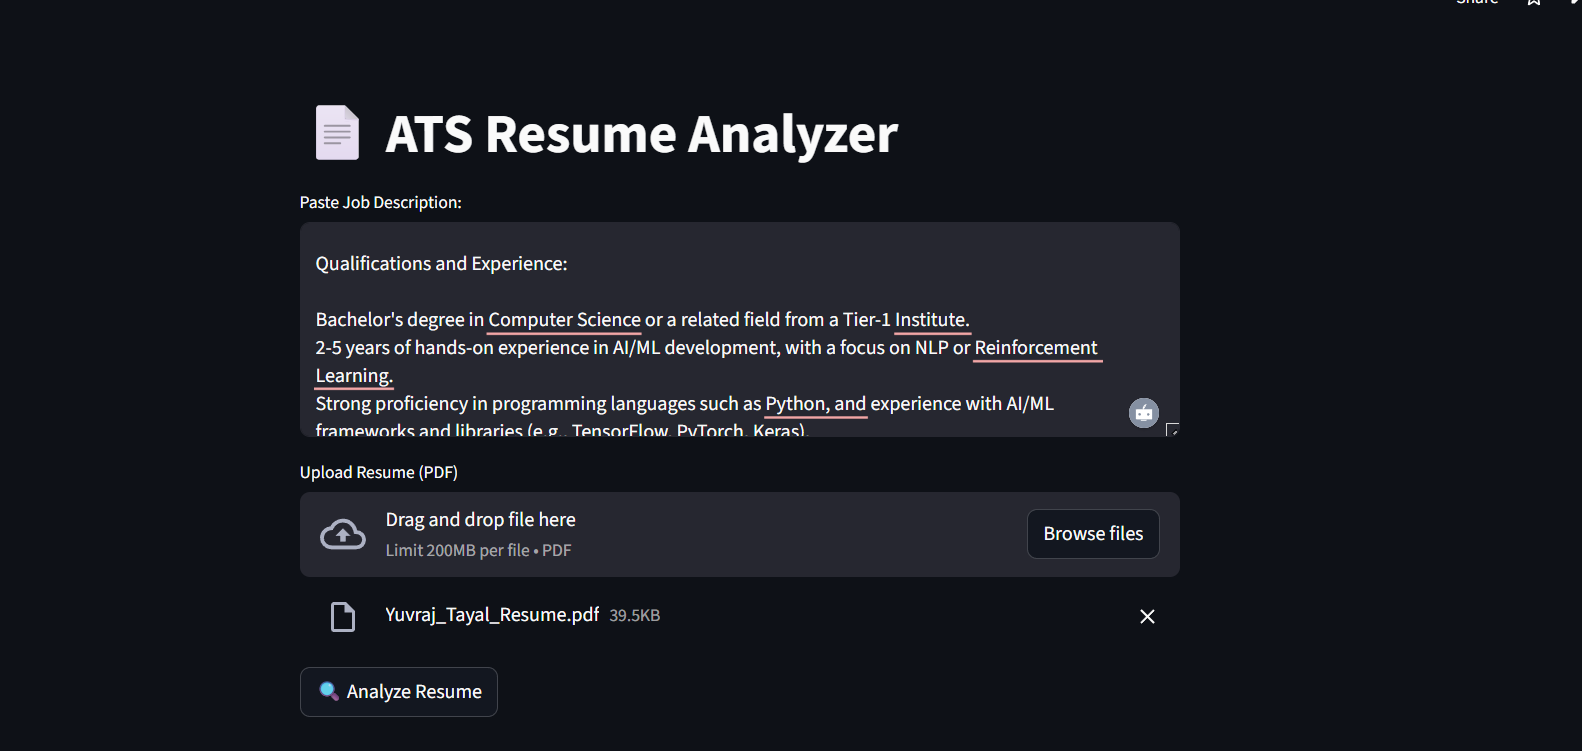 Share
ATS Resume Analyzer
Paste Job Description:
Qualifications and Experience:
Bachelor's degree in Computer Science or a related field from a Tier-1 Institute.
2-5 years of hands-on experience in AI/ML development, with a focus on NLP or Reinforcement
Learning.
Strong proficiency in programming languages such as Python, and experience with AI/ML
frameworks and libraries (e.g., TensorFlow, PyTorch, Keras).
Upload Resume (PDF)
Drag and drop file here
Limit 200MB per file • PDF
Browse files
Yuvraj_Tayal_Resume.pdf 39.5KB
Analyze Resume